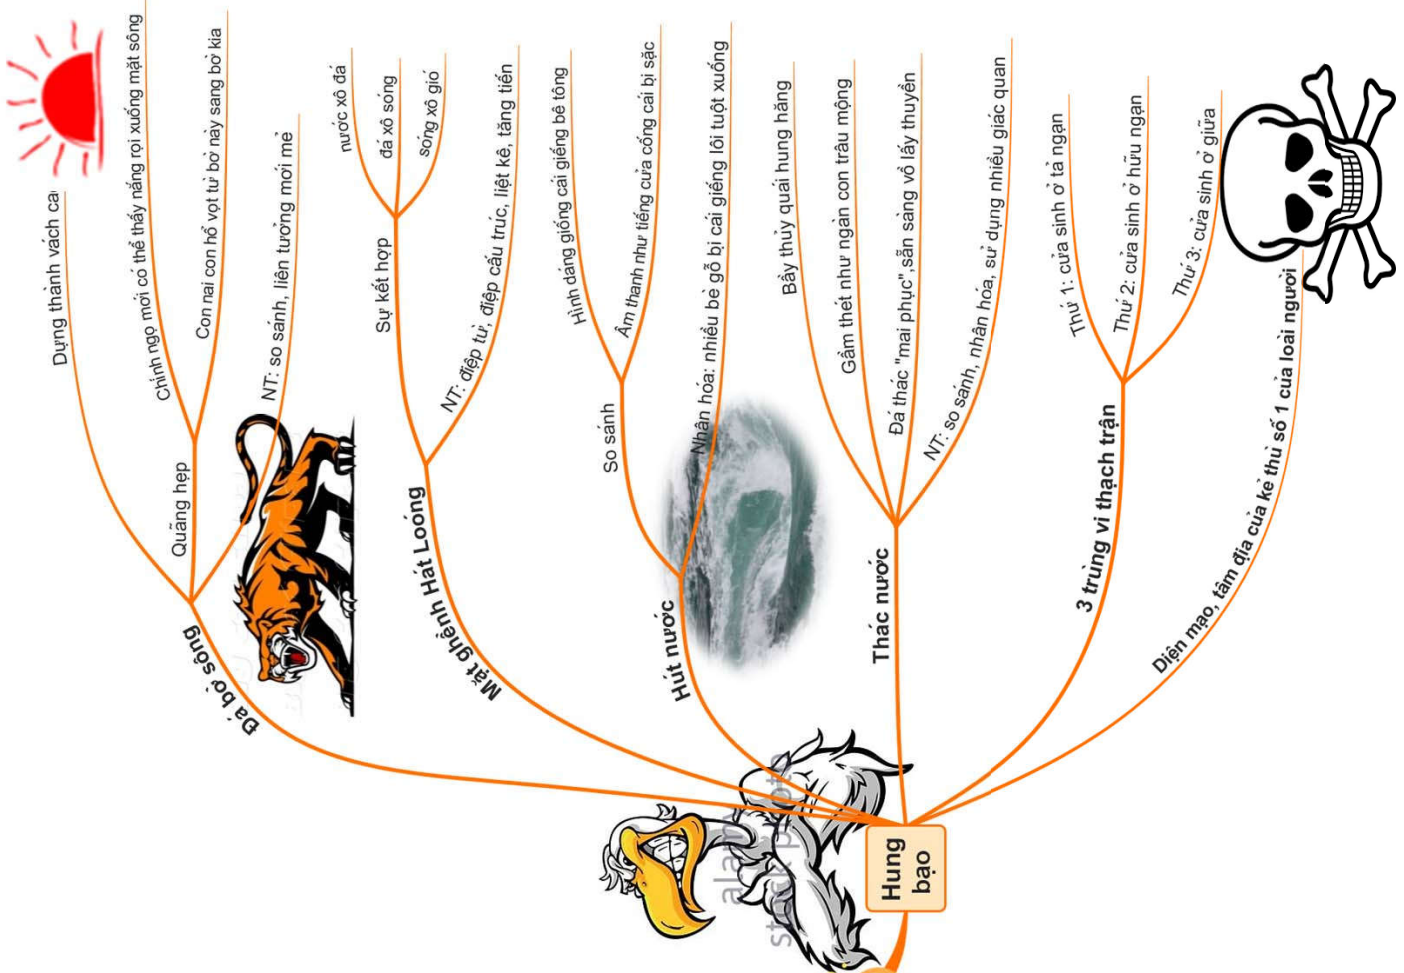 Hung
bạo
Đá bờ sông
Dựng thành vách
Quãng hẹp
Chính ngọ mới có thể thấy nắng rọi xuống mặt sông
Con nai con hổ vọt từ bờ này sang bờ kia
NT: so sánh, liên tưởng mới mẻ
Mặt ghềnh Hát Loóng
Sự kết hợp
nước xô đá
đá xô sóng
sóng xô gió
NT: điệp từ, điệp cấu trúc, liệt kê, tăng tiến
Hút nước
So sánh
Hình dáng giống cái giếng bê tông
Âm thanh như tiếng cửa cống cái bị sặc
Nhân hóa: nhiều bè gỗ bị cái giếng lôi tuột xuống
Thác nước
Bầy thủy quái hung hăng
Gầm thét như ngàn con trâu mộng
Đá thác "mai phục",sẵn sàng vồ lấy thuyền
NT: so sánh, nhân hóa, sử dụng nhiều giác quan
3 trùng vi thạch trận
Thứ 1: cửa sinh ở tả ngạn
Thứ 2: cửa sinh ở hữu ngạn
Thứ 3: cửa sinh ở giữa
Diện mạo, tâm địa của kẻ thù số 1 của loài người
stock photo